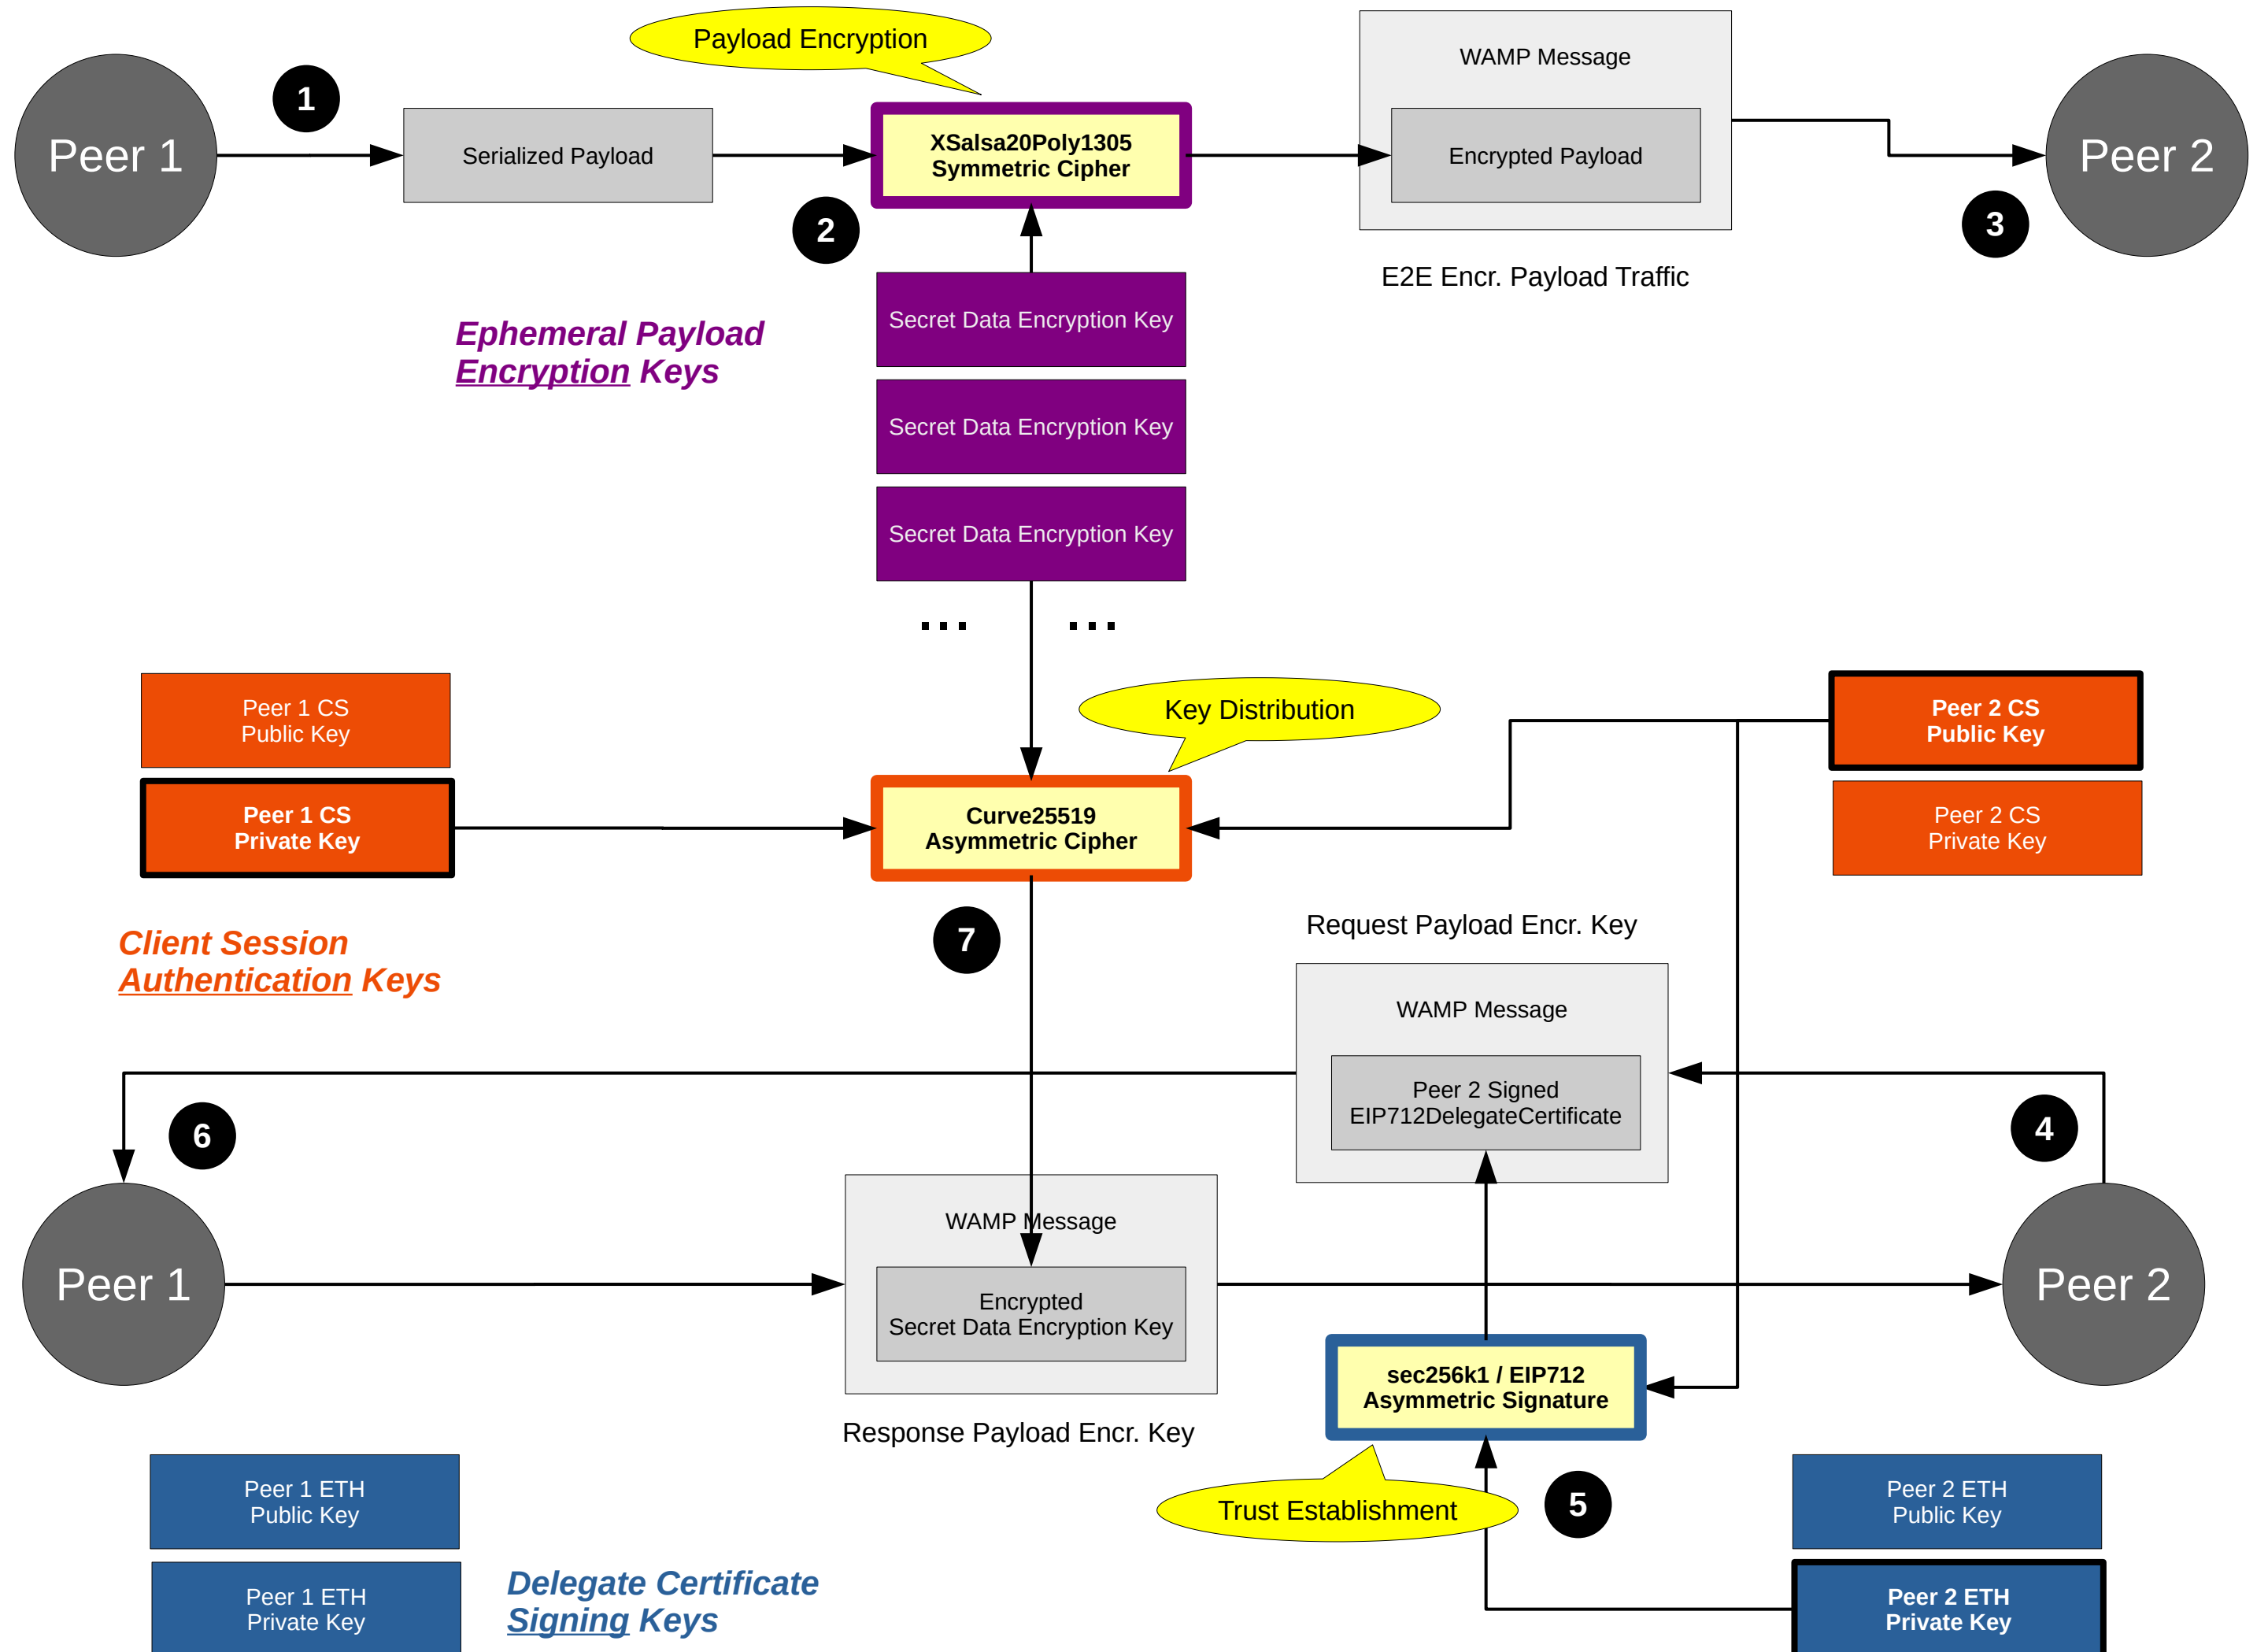 Payload Encryption
WAMP Message
Peer 1
1
Serialized Payload
XSalsa20Poly1305
Symmetric Cipher
Encrypted Payload
Peer 2
2
3
E2E Encr. Payload Traffic
Secret Data Encryption Key
Ephemeral Payload
Encryption Keys
Secret Data Encryption Key
Secret Data Encryption Key
... ...
Peer 1 CS
Public Key
Key Distribution
Peer 2 CS
Public Key
Peer 1 CS
Private Key
Curve25519
Asymmetric Cipher
Peer 2 CS
Private Key
Client Session
Authentication Keys
7
Request Payload Encr. Key
WAMP Message
Peer 2 Signed
EIP712DelegateCertificate
6
4
WAMP Message
Peer 1
Encrypted
Secret Data Encryption Key
Peer 2
sec256k1 / EIP712
Asymmetric Signature
Response Payload Encr. Key
Peer 1 ETH
Public Key
Trust Establishment
5
Peer 2 ETH
Public Key
Peer 1 ETH
Private Key
Delegate Certificate
Signing Keys
Peer 2 ETH
Private Key